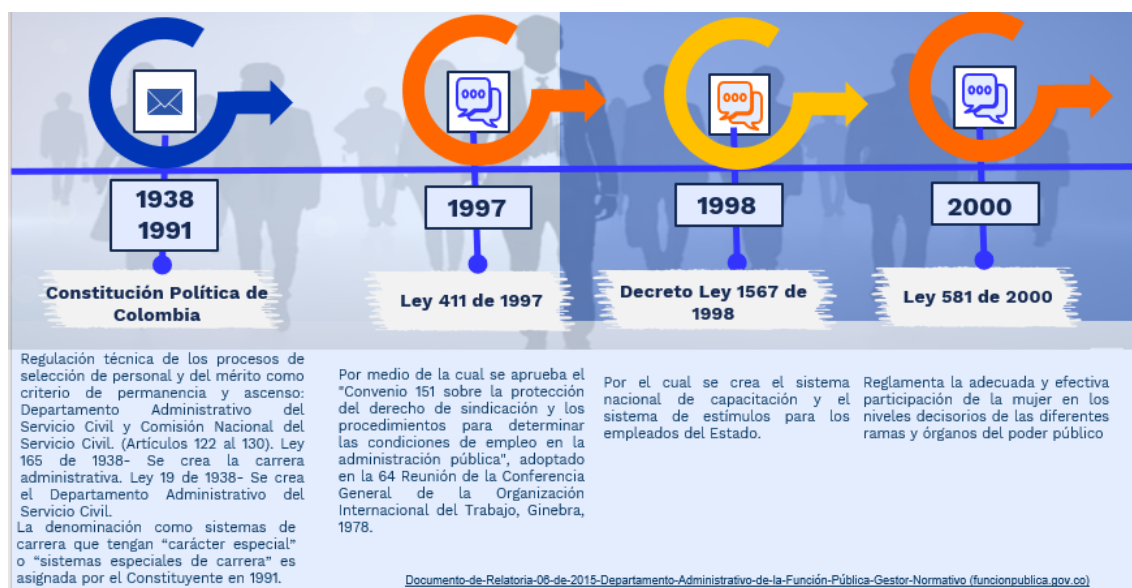 1938
1991
1997
1998
2000
Constitución Política de
Colombia
Ley 411 de 1997
Decreto Ley 1567 de
1998
Ley 581 de 2000
Regulación técnica de los procesos de
selección de personal y del mérito como
criterio de permanencia y ascenso:
Departamento Administrativo del
Servicio Civil y Comisión Nacional del
Servicio Civil. (Artículos 122 al 130). Ley
165 de 1938- Se crea la carrera
administrativa. Ley 19 de 1938- Se crea
el Departamento Administrativo del
Servicio Civil.
La denominación como sistemas de
carrera que tengan “carácter especial”
o “sistemas especiales de carrera” es
asignada por el Constituyente en 1991.
Por medio de la cual se aprueba el
"Convenio 151 sobre la protección
del derecho de sindicación y los
procedimientos para determinar
las condiciones de empleo en la
administración pública", adoptado
en la 64 Reunión de la Conferencia
General de la Organización
Internacional del Trabajo, Ginebra,
1978.
Por el cual se crea el sistema
nacional de capacitación y el
sistema de estímulos para los
empleados del Estado.
Reglamenta la adecuada y efectiva
participación de la mujer en los
niveles decisorios de las diferentes
ramas y órganos del poder público
Documento-de-Relatoria-06-de-2015-Departamento-Administrativo-de-la-Función-Pública-Gestor-Normativo (funcionpublica.gov.co)